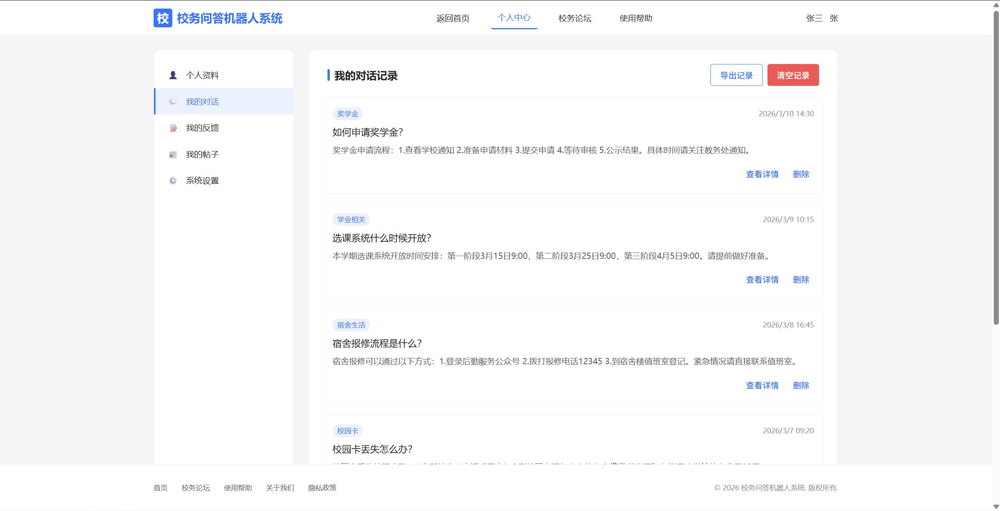 校 校务问答机器人系统
返回首页 个人中心 校务论坛 使用帮助
张三 张
个人资料
我的对话
我的反馈
我的帖子
系统设置
我的对话记录
导出记录 清空记录
奖学金 2026/3/10 14:30
如何申请奖学金?
奖学金申请流程：1.查看学校通知 2.准备申请材料 3.提交申请 4.等待审核 5.公示结果。具体时间请关注教务处通知。
查看详情 删除
学业相关 2026/3/9 10:15
选课系统什么时候开放?
本学期选课系统开放时间安排：第一阶段3月15日9:00，第二阶段3月25日9:00，第三阶段4月5日9:00。请提前做好准备。
查看详情 删除
宿舍生活 2026/3/8 16:45
宿舍报修流程是什么?
宿舍报修可以通过以下方式：1.登录后勤服务公众号 2.拨打报修电话12345 3.到宿舍楼值班室登记。紧急情况请直接联系值班室。
查看详情 删除
校园卡 2026/3/7 09:20
校园卡丢失怎么办?
首页 校务论坛 使用帮助 关于我们 隐私政策
© 2026 校务问答机器人系统. 版权所有.